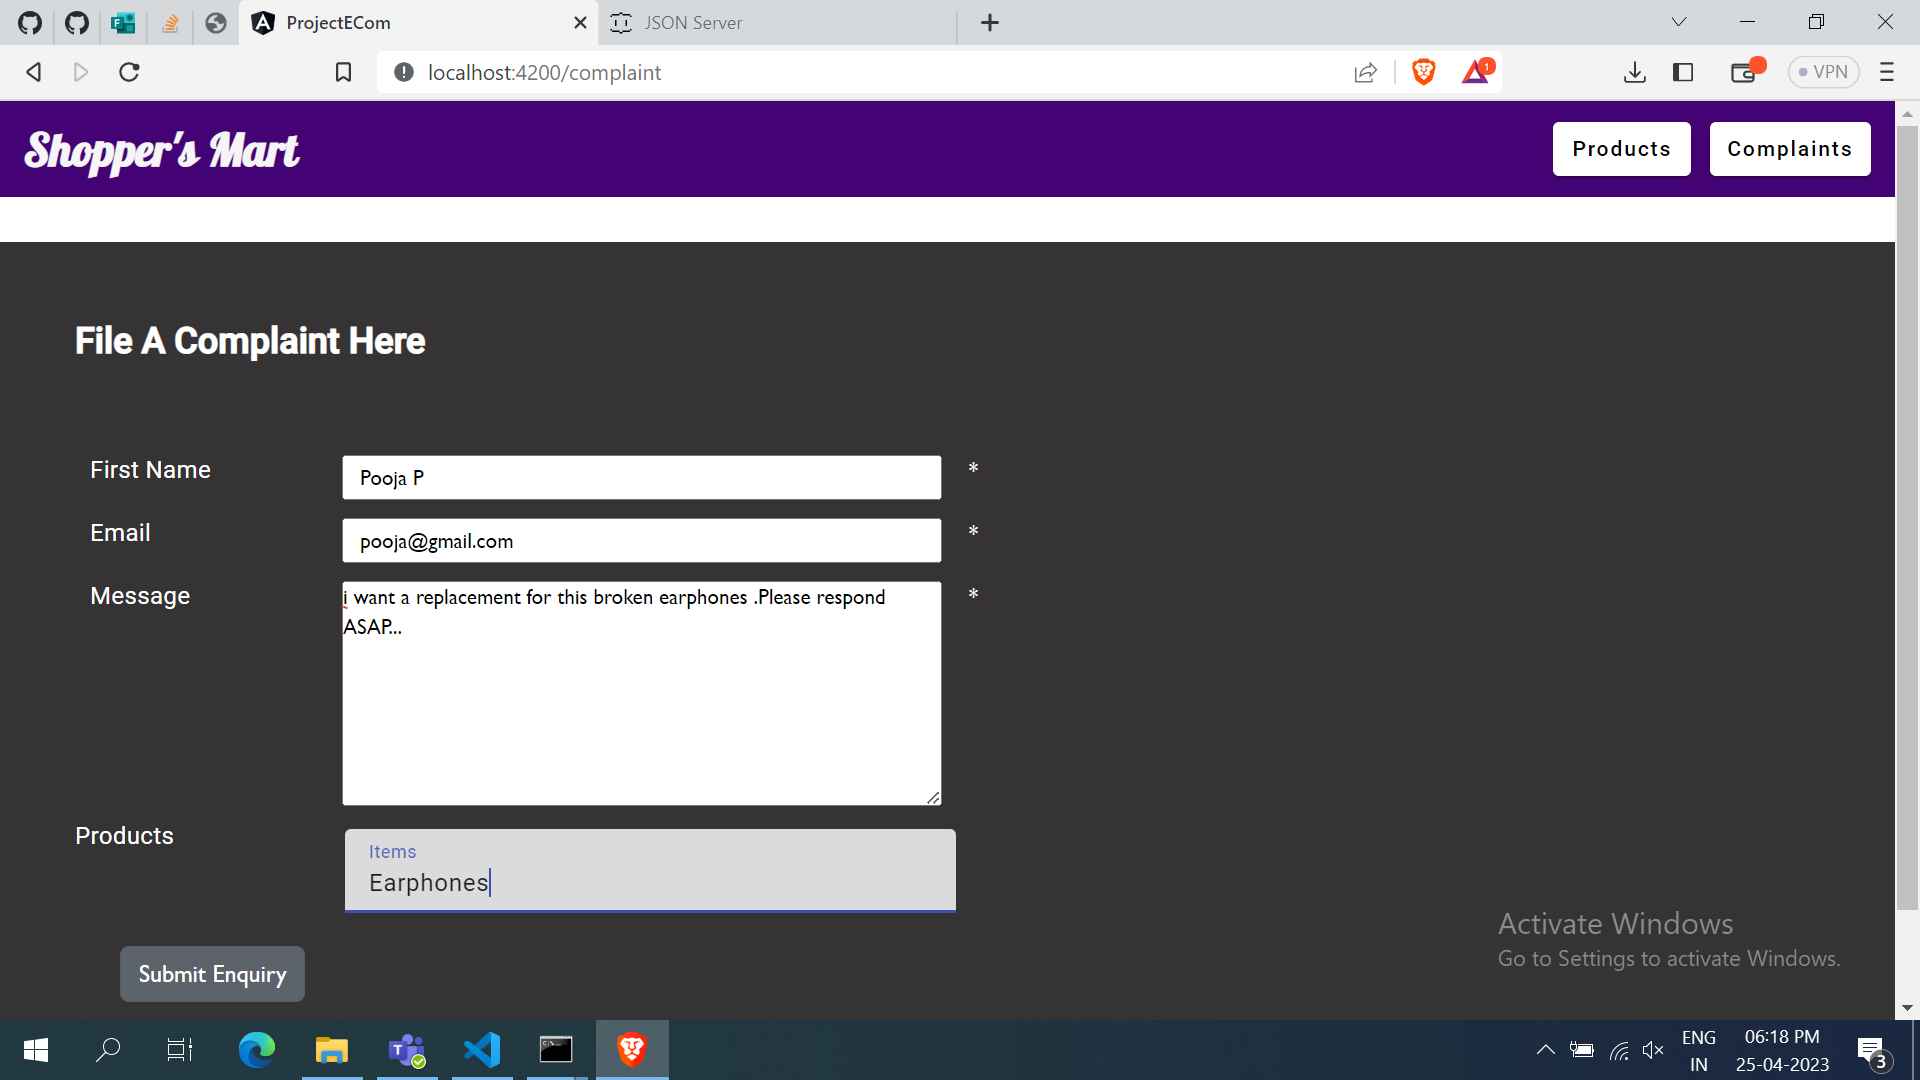 ProjectECom
JSON Server
localhost:4200/complaint
1
VPN
Shopper's Mart
Products
Complaints
File A Complaint Here
First Name
Pooja P
*
Email
pooja@gmail.com
*
Message
i want a replacement for this broken earphones .Please respond
ASAP...
*
Products
Items
Earphones
Submit Enquiry
Activate Windows
Go to Settings to activate Windows.
ENG
IN
06:18 PM
25-04-2023
3